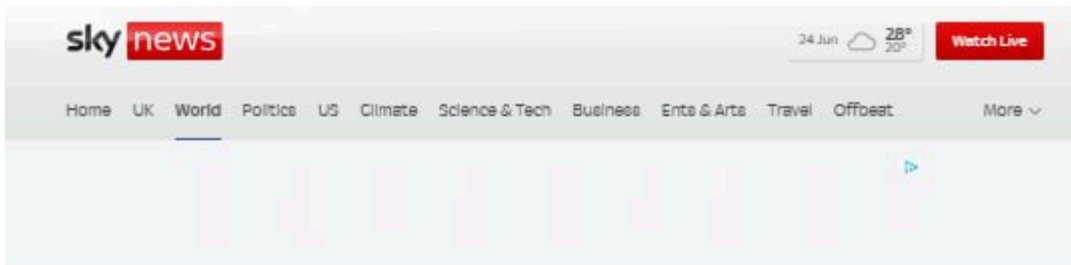 sky news
24 Jun 28° 20°
Watch Live
Home UK World Politics US Climate Science & Tech Business Ents & Arts Travel Offbeat More